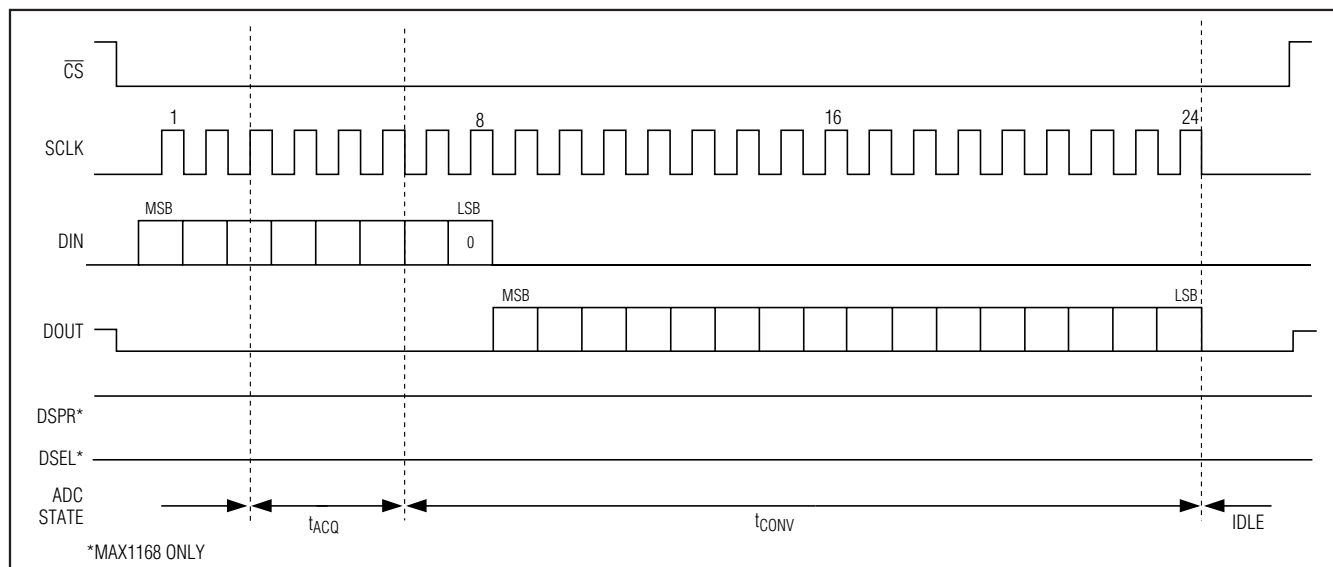 CS
SCLK
1
8
16
24
DIN
MSB
LSB
0
DOUT
MSB
LSB
DSPR*
DSEL*
ADC
STATE
tACQ
tCONV
IDLE
*MAX1168 ONLY